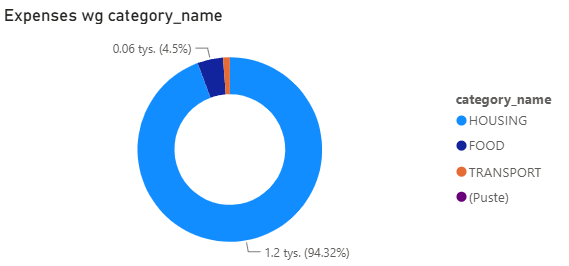 Expenses wg category_name
0.06 tys. (4.5%)
category_name
HOUSING
FOOD
TRANSPORT
(Puste)
1.2 tys. (94.32%)